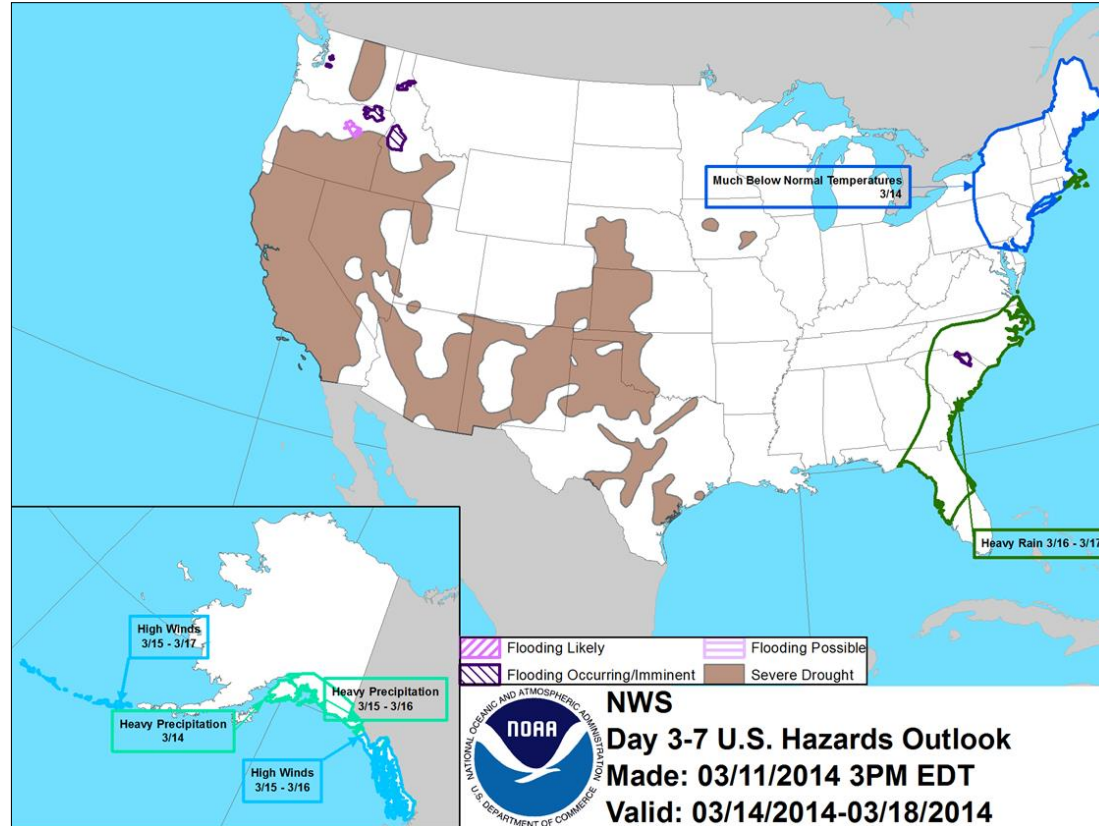 Much Below Normal Temperatures
3/14
Heavy Rain 3/16 - 3/17
High Winds
3/15 - 3/17
Heavy Precipitation
3/15 - 3/16
Heavy Precipitation
3/14
High Winds
3/15 - 3/16
Flooding Likely
Flooding Possible
Flooding Occurring/Imminent
Severe Drought
NATIONAL OCEANIC AND ATMOSPHERIC ADMINISTRATION
NOAA
U.S. DEPARTMENT OF COMMERCE
NWS
Day 3-7 U.S. Hazards Outlook
Made: 03/11/2014 3PM EDT
Valid: 03/14/2014-03/18/2014